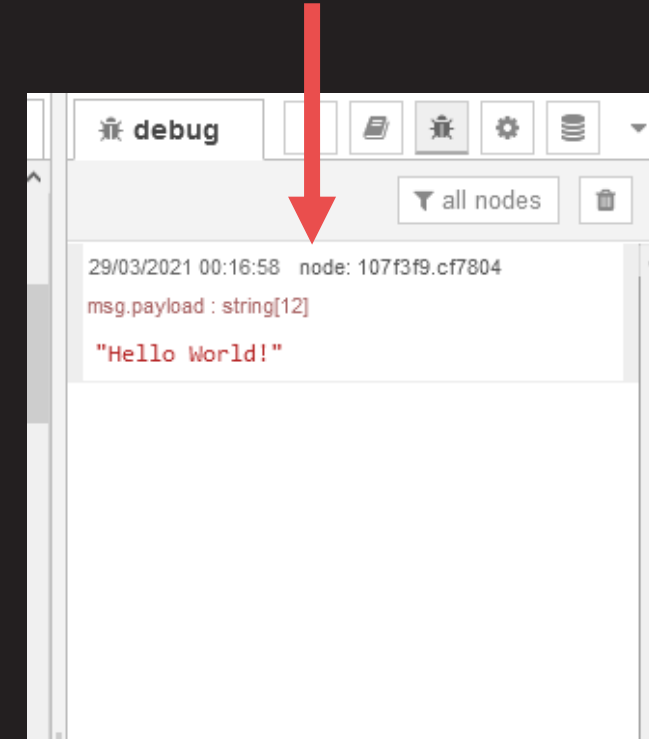 debug
all nodes
29/03/2021 00:16:58 node: 107f3f9.cf7804
msg.payload : string[12]
"Hello World!"